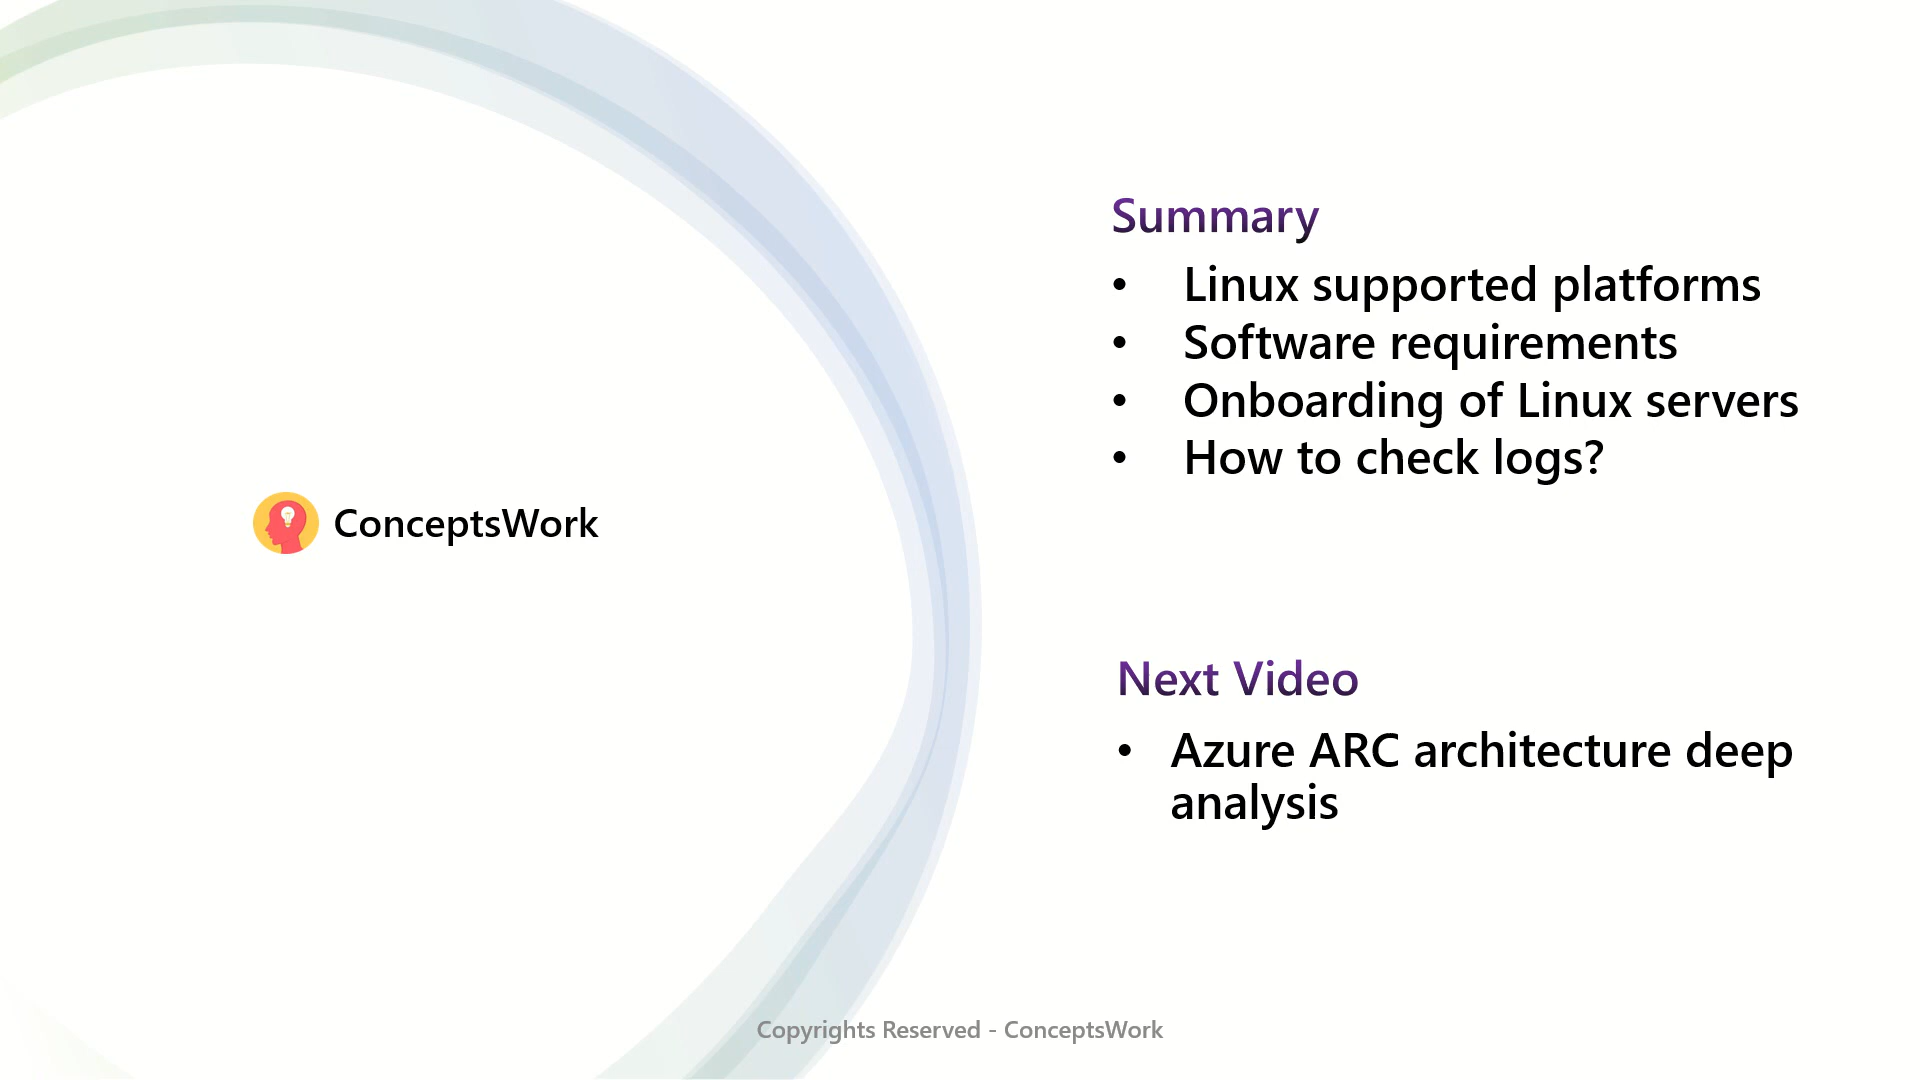 ConceptsWork
Summary
• Linux supported platforms
• Software requirements
• Onboarding of Linux servers
• How to check logs?
Next Video
• Azure ARC architecture deep
analysis
Copyrights Reserved - ConceptsWork